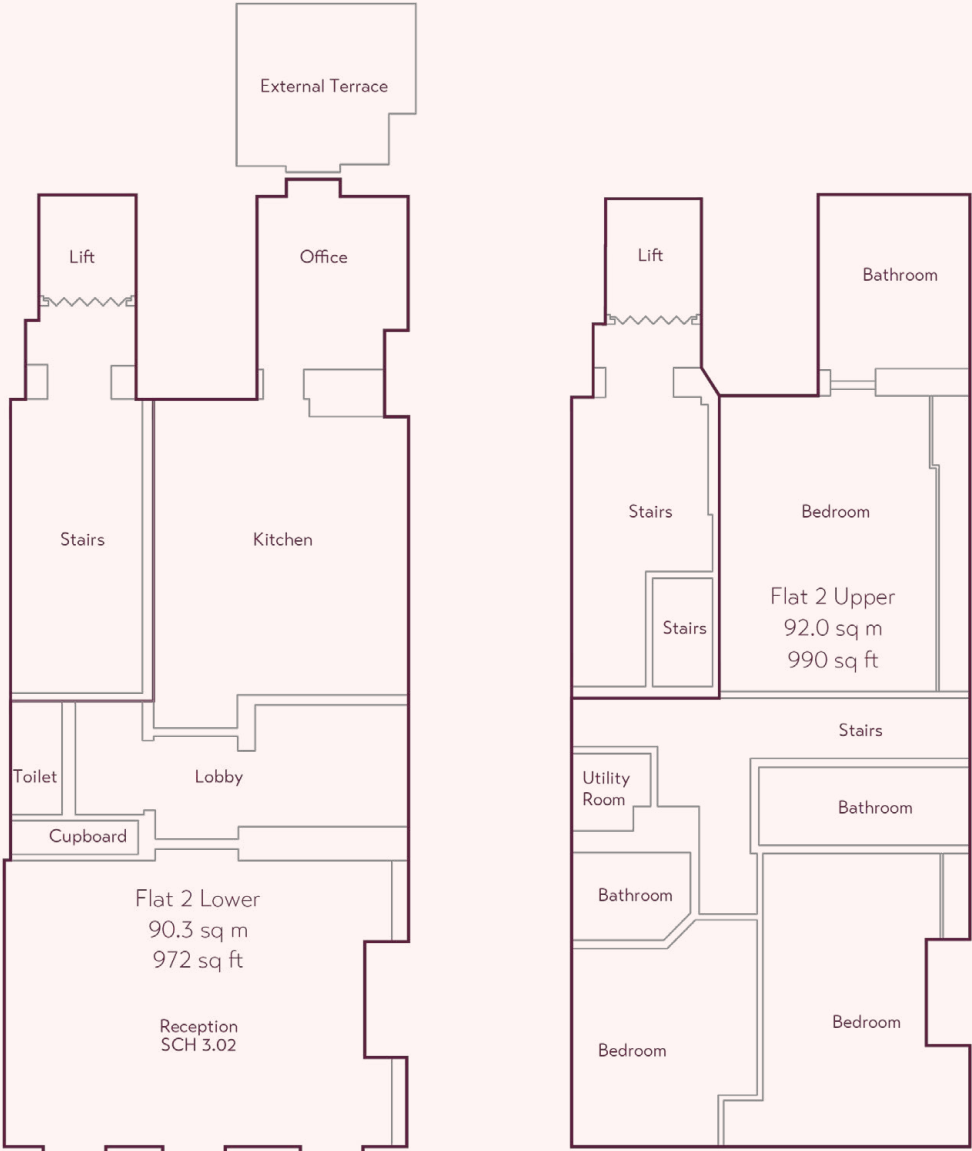 External Terrace
Lift
Office
Stairs
Kitchen
Toilet
Lobby
Cupboard
Flat 2 Lower
90.3 sq m
972 sq ft
Reception
SCH 3.02
Lift
Bathroom
Stairs
Bedroom
Flat 2 Upper
92.0 sq m
990 sq ft
Stairs
Stairs
Utility
Room
Bathroom
Bathroom
Bedroom
Bedroom